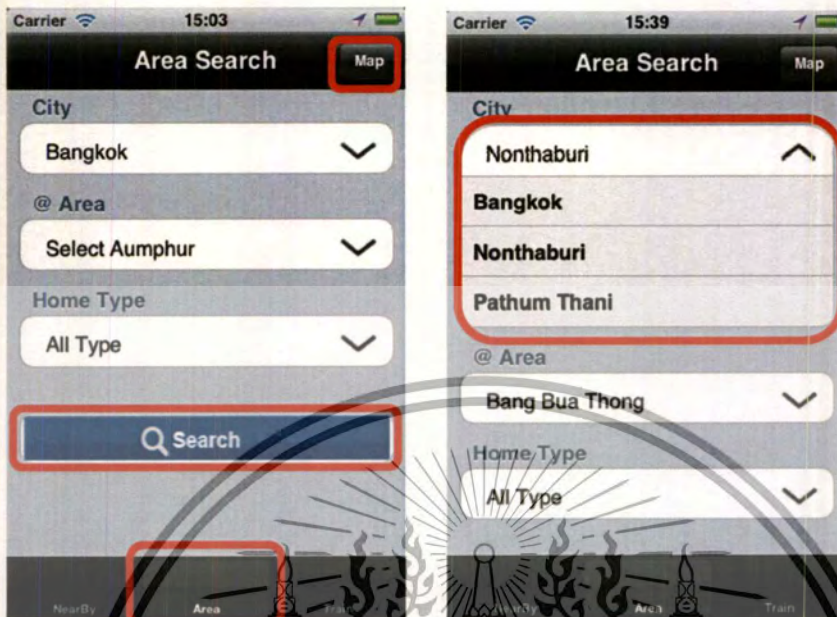 Carrier 15:03
Area Search Map
City
Bangkok
@ Area
Select Aumphur
Home Type
All Type
Search
NearBy Area Train
Carrier 15:39
Area Search Map
City
Nonthaburi
Bangkok
Nonthaburi
Pathum Thani
@ Area
Bang Bua Thong
Home Type
All Type
NearBy Area Train